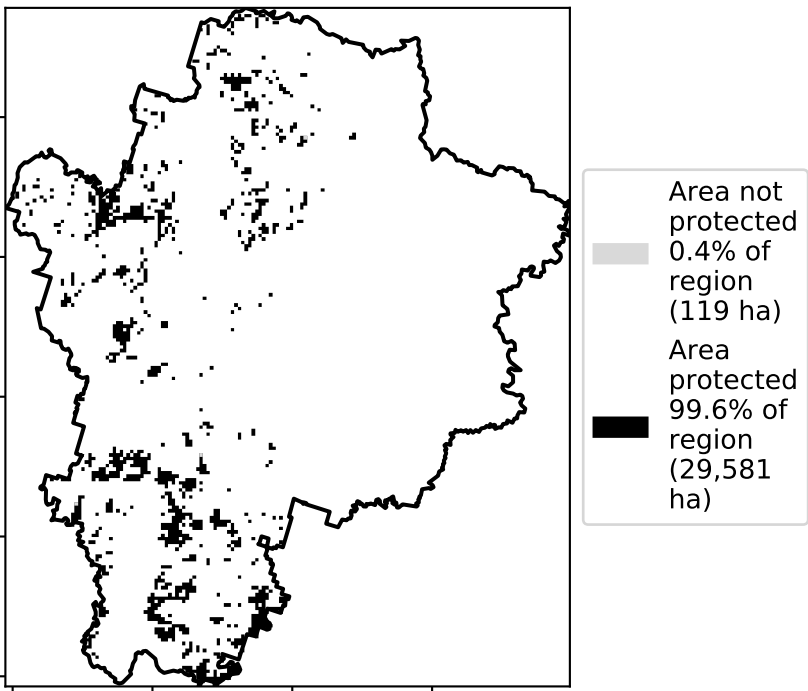 Area not
protected
0.4% of
region
(119 ha)
Area
protected
99.6% of
region
(29,581
ha)